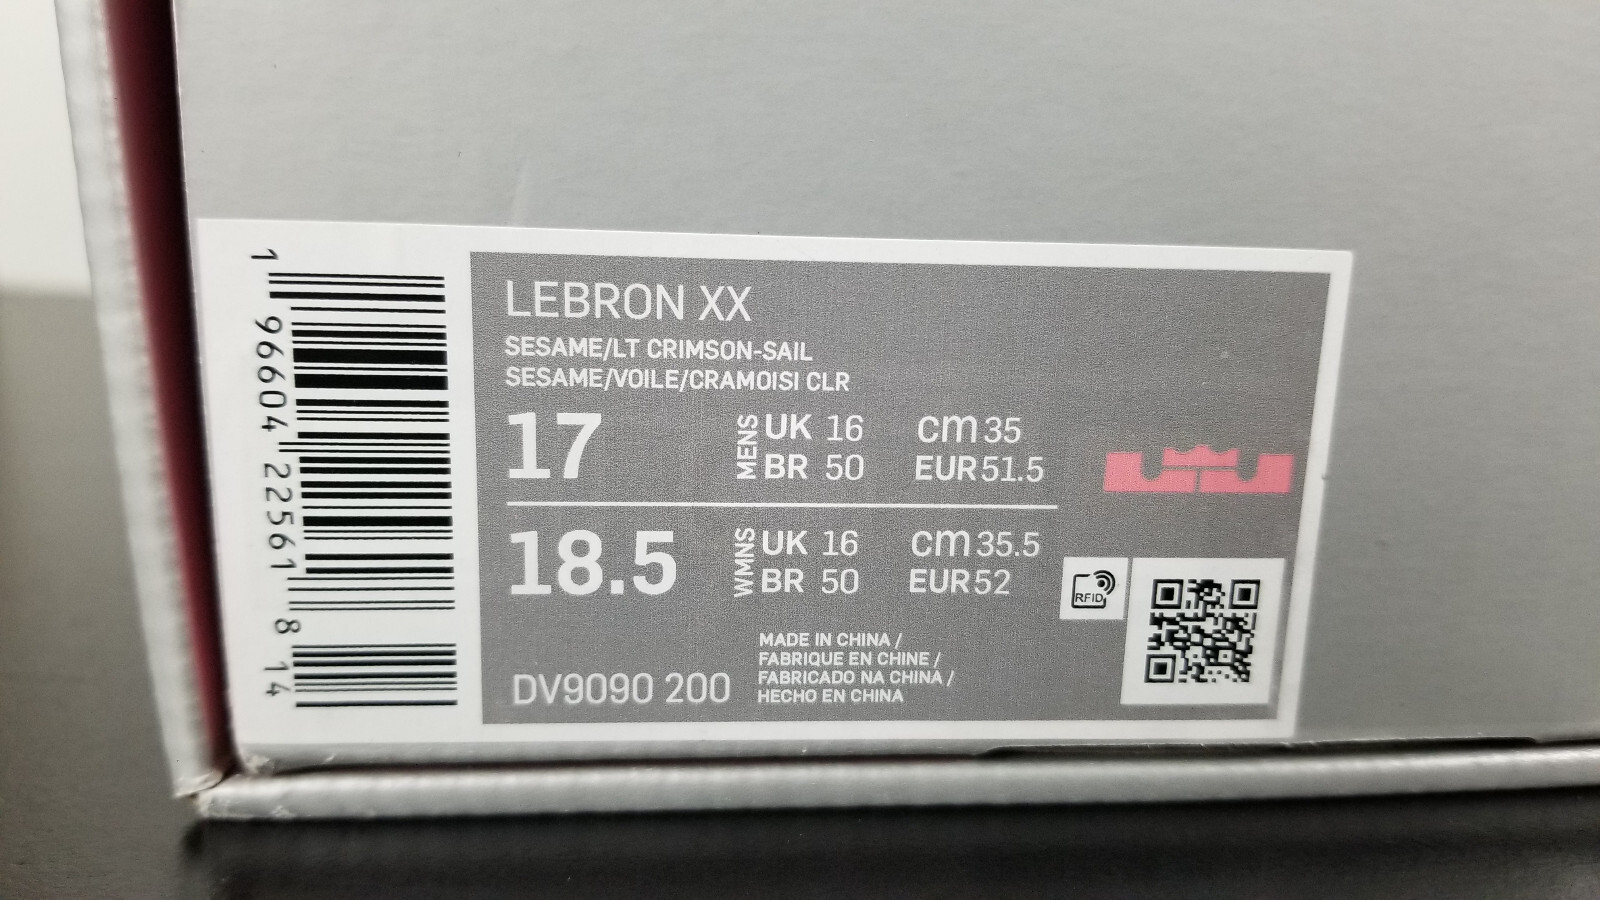 1 96604 22561 8 14
LEBRON XX
SESAME/LT CRIMSON-SAIL
SESAME/VOILE/CRAMOISI CLR
17 MENS UK 16 cm 35
BR 50 EUR 51.5
18.5 WMNS UK 16 cm 35.5
BR 50 EUR 52
RFID
MADE IN CHINA /
FABRIQUE EN CHINE /
FABRICADO NA CHINA /
HECHO EN CHINA
DV9090 200